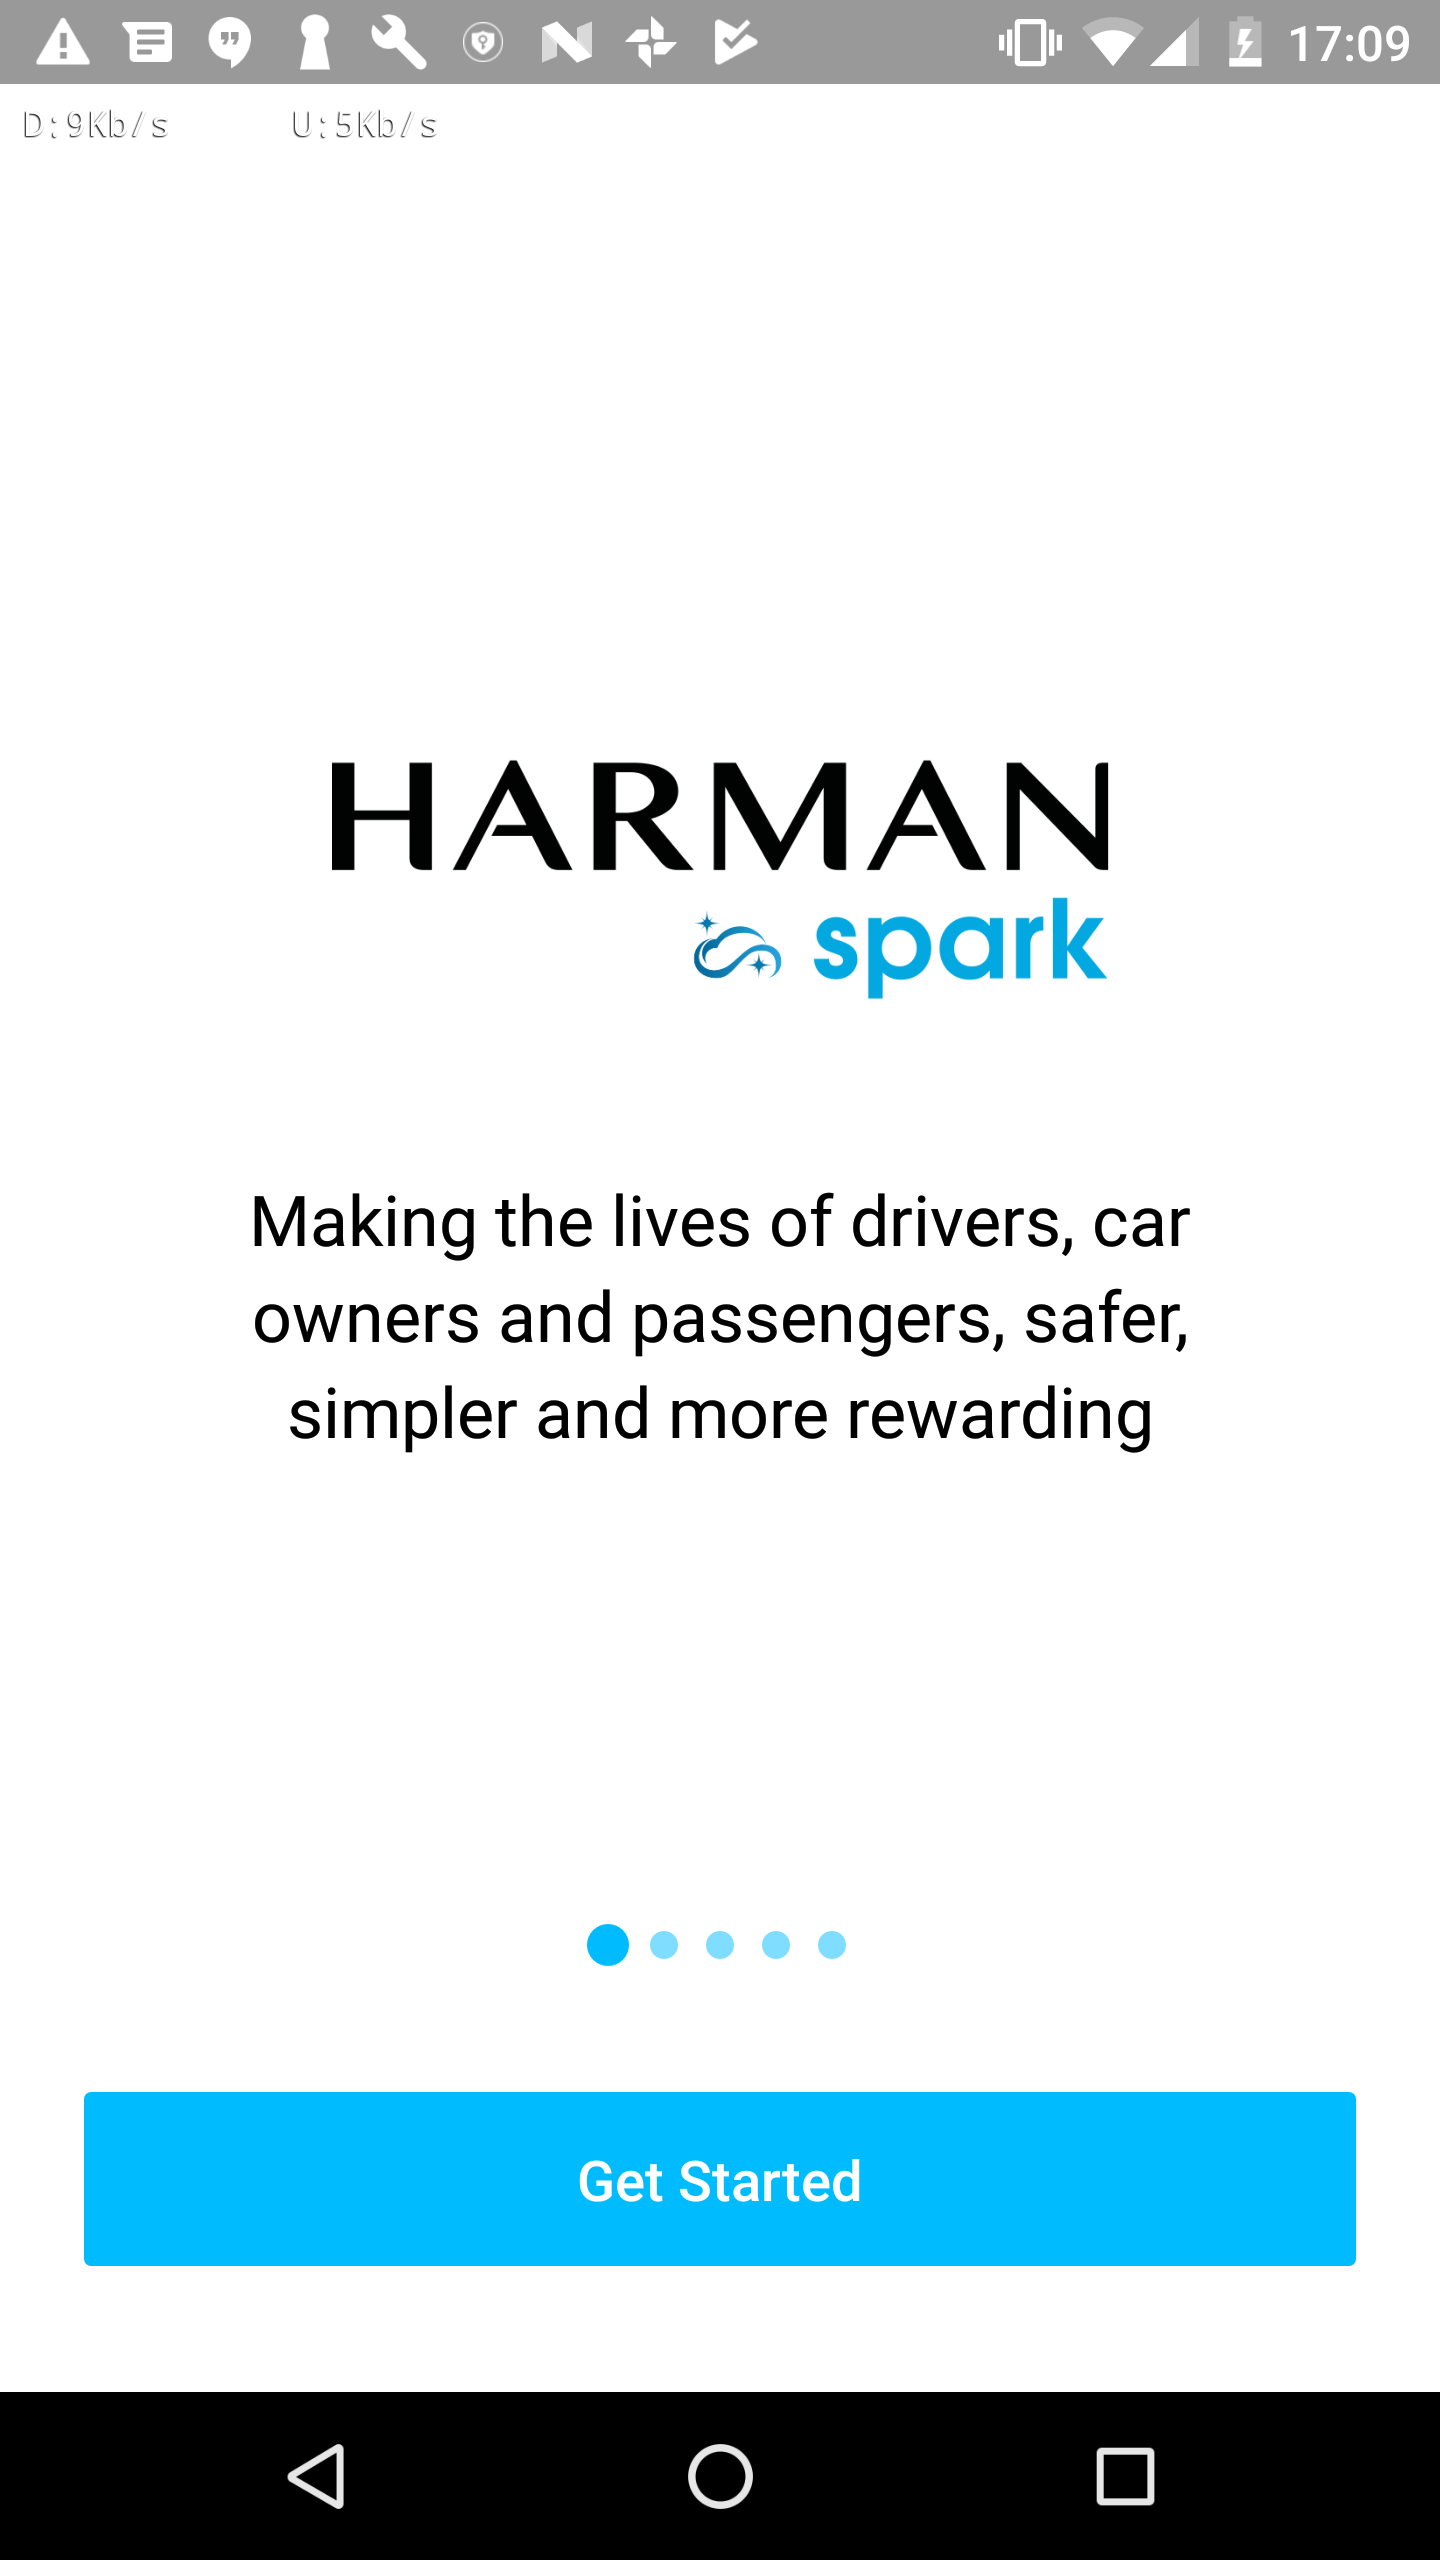 17:09
D:9Kb/s U:5Kb/s
HARMAN
spark
Making the lives of drivers, car
owners and passengers, safer,
simpler and more rewarding
Get Started